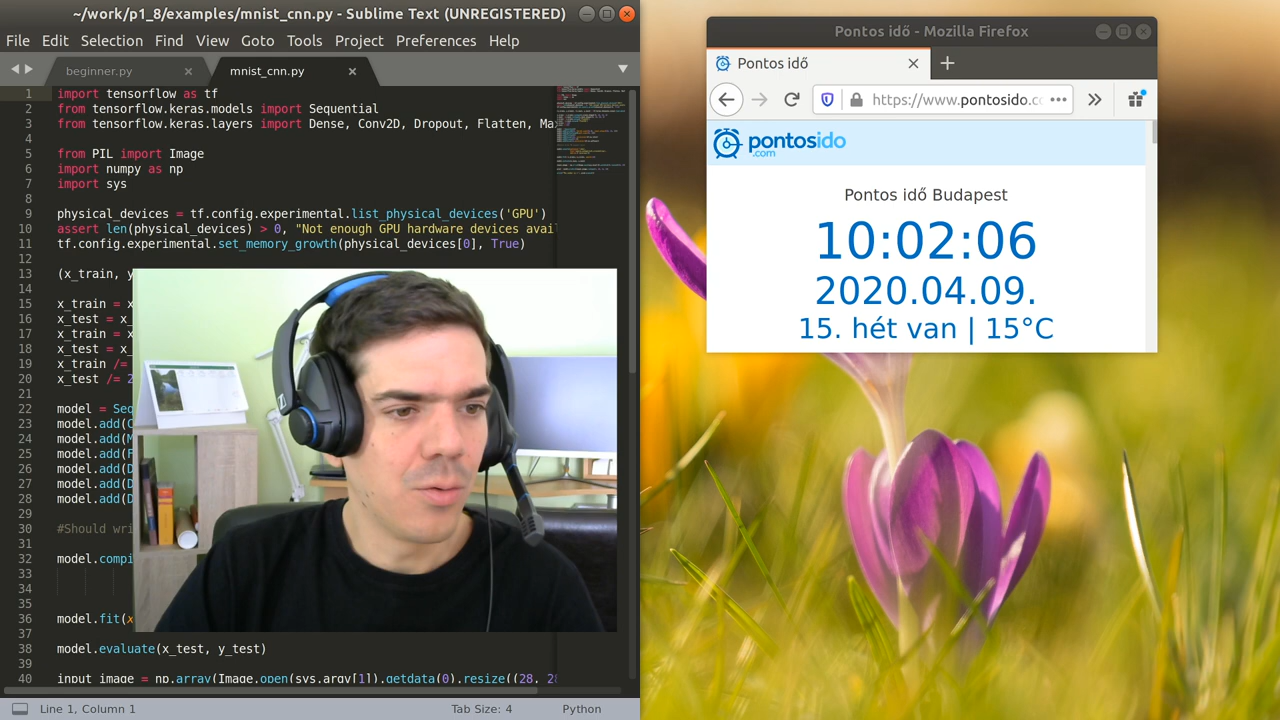 ~/work/p1_8/examples/mnist_cnn.py - Sublime Text (UNREGISTERED)
File Edit Selection Find View Goto Tools Project Preferences Help
beginner.py
mnist_cnn.py
1 import tensorflow as tf
2 from tensorflow.keras.models import Sequential
3 from tensorflow.keras.layers import Dense, Conv2D, Dropout, Flatten, Ma
4
5 from PIL import Image
6 import numpy as np
7 import sys
8
9 physical_devices = tf.config.experimental.list_physical_devices('GPU')
10 assert len(physical_devices) > 0, "Not enough GPU hardware devices avai
11 tf.config.experimental.set_memory_growth(physical_devices[0], True)
12
13 (x_train, y
14
15 x_train = x
16 x_test = x_
17 x_train = x
18 x_test = x_
19 x_train /=
20 x_test /= 2
21
22 model = Seq
23 model.add(C
24 model.add(M
25 model.add(F
26 model.add(D
27 model.add(D
28 model.add(D
29
30 #Should wri
31
32 model.compi
33
34
35
36 model.fit(x
37
38 model.evaluate(x_test, y_test)
39
40 input_image = np.array(Image.open(sys.argv[1]).getdata(0).resize((28, 2
Line 1, Column 1
Tab Size: 4
Python
Pontos idő - Mozilla Firefox
Pontos idő
https://www.pontosido.c
pontosido
.com
Pontos idő Budapest
10:02:06
2020.04.09.
15. hét van | 15°C